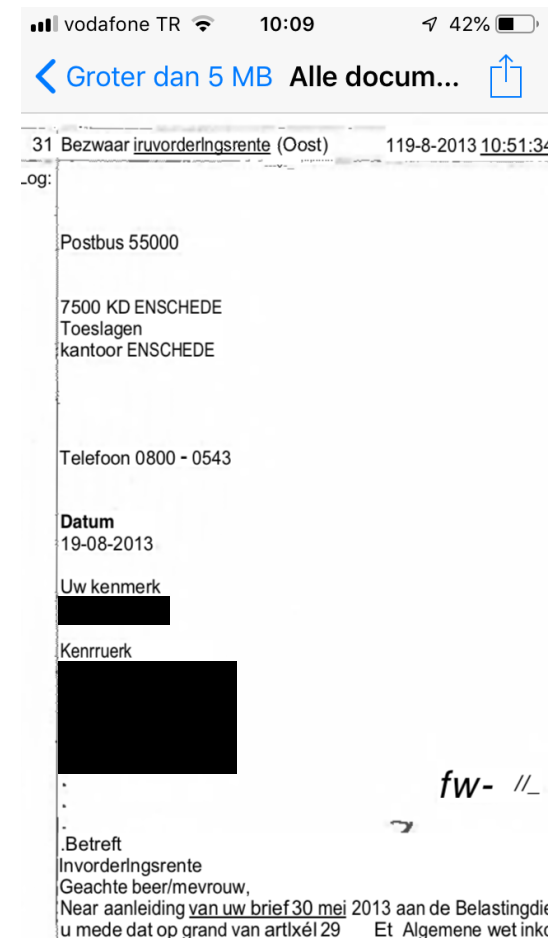 vodafone TR 10:09 42%
Groter dan 5 MB Alle docum...
31 Bezwaar iruvorderlngsrente (Oost) 119-8-2013 10:51:34
_og:
Postbus 55000
7500 KD ENSCHEDE
Toeslagen
kantoor ENSCHEDE
Telefoon 0800 - 0543
Datum
19-08-2013
Uw kenmerk
Kenrruerk
fw- //_
.Betreft
Invorderlngsrente
Geachte beer/mevrouw,
Near aanleiding van uw brief 30 mei 2013 aan de Belastingdie
u mede dat op grand van artlxél 29 Et Algemene wet inko